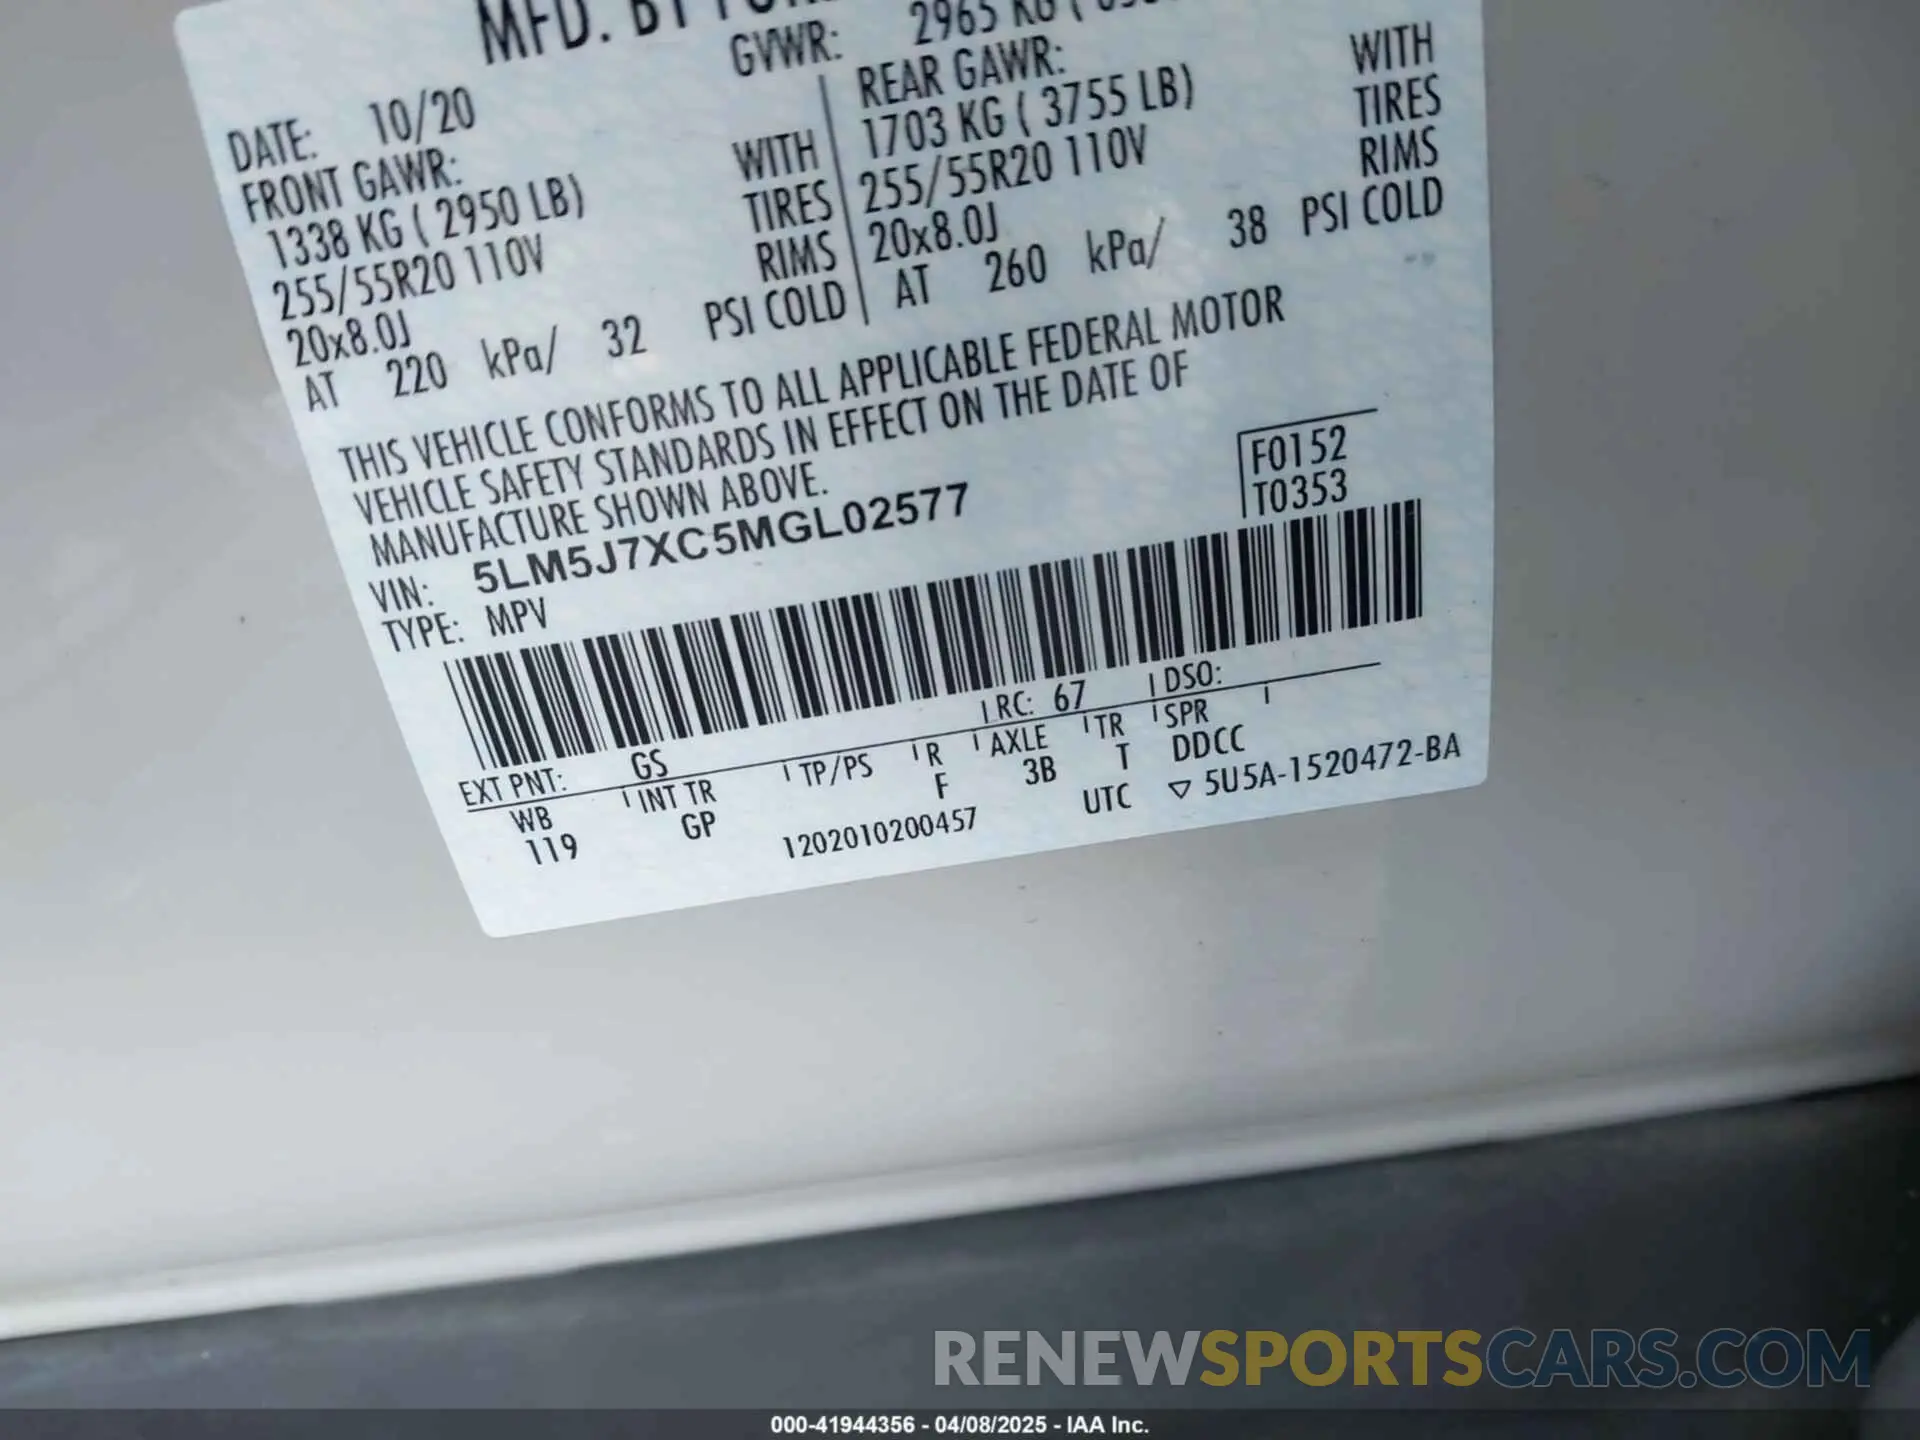 MFD. BY
GVWR: 2965 KG (
DATE: 10/20
FRONT GAWR:
1338 KG ( 2950 LB) WITH
255/55R20 110V TIRES
20x8.0J RIMS
AT 220 kPa/ 32 PSI COLD
REAR GAWR:
1703 KG ( 3755 LB) WITH
255/55R20 110V TIRES
20x8.0J RIMS
AT 260 kPa/ 38 PSI COLD
THIS VEHICLE CONFORMS TO ALL APPLICABLE FEDERAL MOTOR
VEHICLE SAFETY STANDARDS IN EFFECT ON THE DATE OF
MANUFACTURE SHOWN ABOVE.
F0152
T0353
VIN: 5LM5J7XC5MGL02577
TYPE: MPV
EXT PNT: GS RC: 67 DSO:
WB INT TR TP/PS R AXLE TR SPR
119 GP F 3B T DDCC
1202010200457 UTC ▽ 5U5A-1520472-BA
RENEWSPORTSCARS.COM
000-41944356 - 04/08/2025 - IAA Inc.